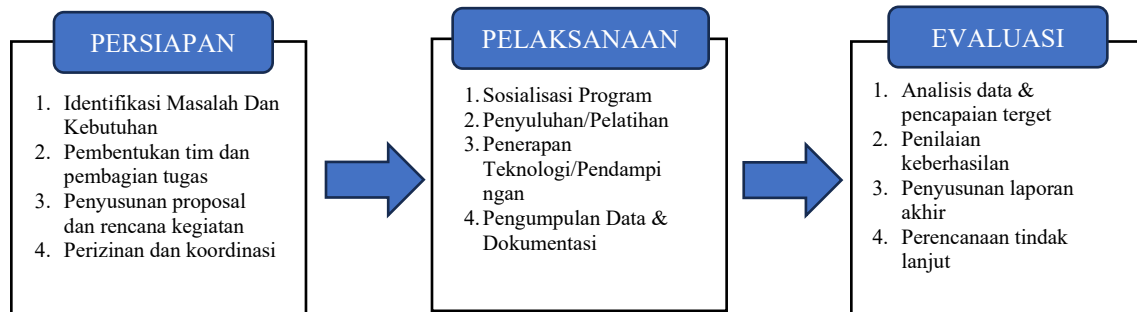 PERSIAPAN
1. Identifikasi Masalah Dan
Kebutuhan
2. Pembentukan tim dan
pembagian tugas
3. Penyusunan proposal
dan rencana kegiatan
4. Perizinan dan koordinasi
PELAKSANAAN
1. Sosialisasi Program
2. Penyuluhan/Pelatihan
3. Penerapan
Teknologi/Pendampi
ngan
4. Pengumpulan Data &
Dokumentasi
EVALUASI
1. Analisis data &
pencapaian terget
2. Penilaian
keberhasilan
3. Penyusunan laporan
akhir
4. Perencanaan tindak
lanjut